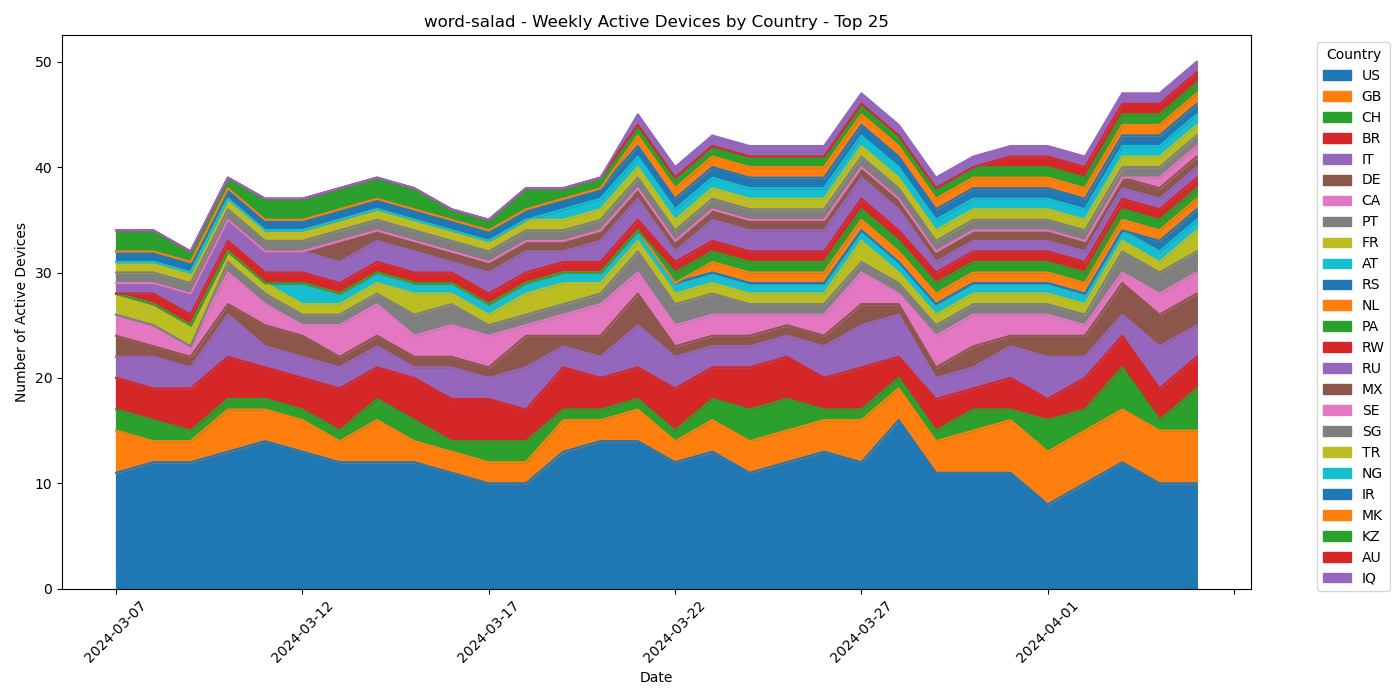 word-salad - Weekly Active Devices by Country - Top 25
Number of Active Devices
50
40
30
20
10
0
2024-03-07
2024-03-12
2024-03-17
2024-03-22
2024-03-27
2024-04-01
Date
Country
US
GB
CH
BR
IT
DE
CA
PT
FR
AT
RS
NL
PA
RW
RU
MX
SE
SG
TR
NG
IR
MK
KZ
AU
IQ